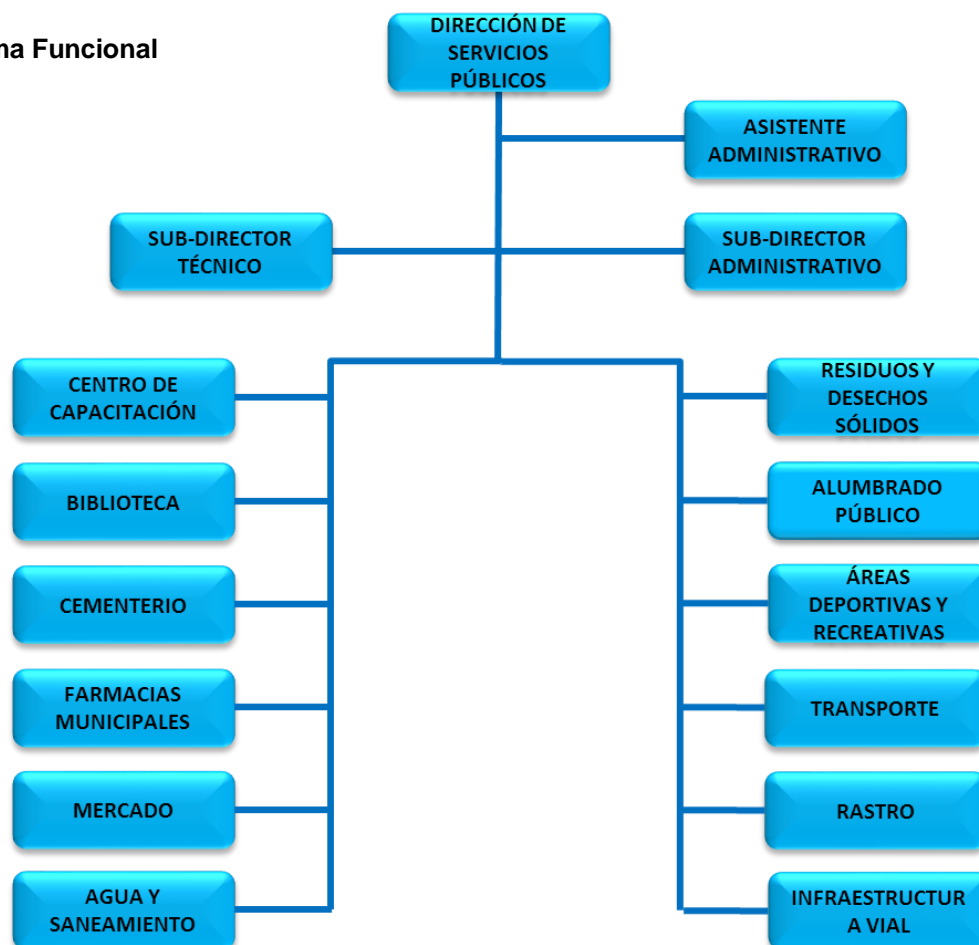 DIRECCIÓN DE
SERVICIOS
PÚBLICOS
ma Funcional
ASISTENTE
ADMINISTRATIVO
SUB-DIRECTOR
TÉCNICO
SUB-DIRECTOR
ADMINISTRATIVO
CENTRO DE
CAPACITACIÓN
RESIDUOS Y
DESECHOS
SÓLIDOS
BIBLIOTECA
ALUMBRADO
PÚBLICO
CEMENTERIO
ÁREAS
DEPORTIVAS Y
RECREATIVAS
FARMACIAS
MUNICIPALES
TRANSPORTE
MERCADO
RASTRO
AGUA Y
SANEAMIENTO
INFRAESTRUCTUR
A VIAL